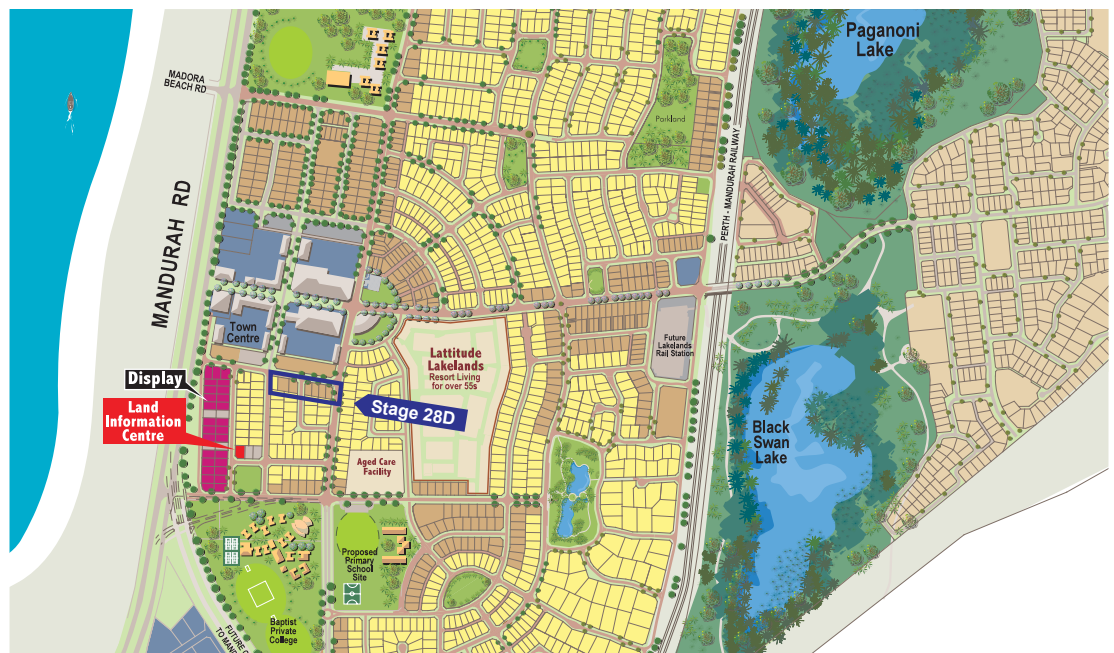 Paganoni
Lake
MADORA
BEACH RD
Parkland
PERTH - MANDURAH RAILWAY
MANDURAH RD
Town
Centre
Lattitude
Lakelands
Resort Living
for over 55s
Future
Lakelands
Rail Station
Display
Land
Information
Centre
Stage 28D
Black
Swan
Lake
Aged Care
Facility
Proposed
Primary
School
Site
Baptist
Private
College
FUTURE
TO MAND